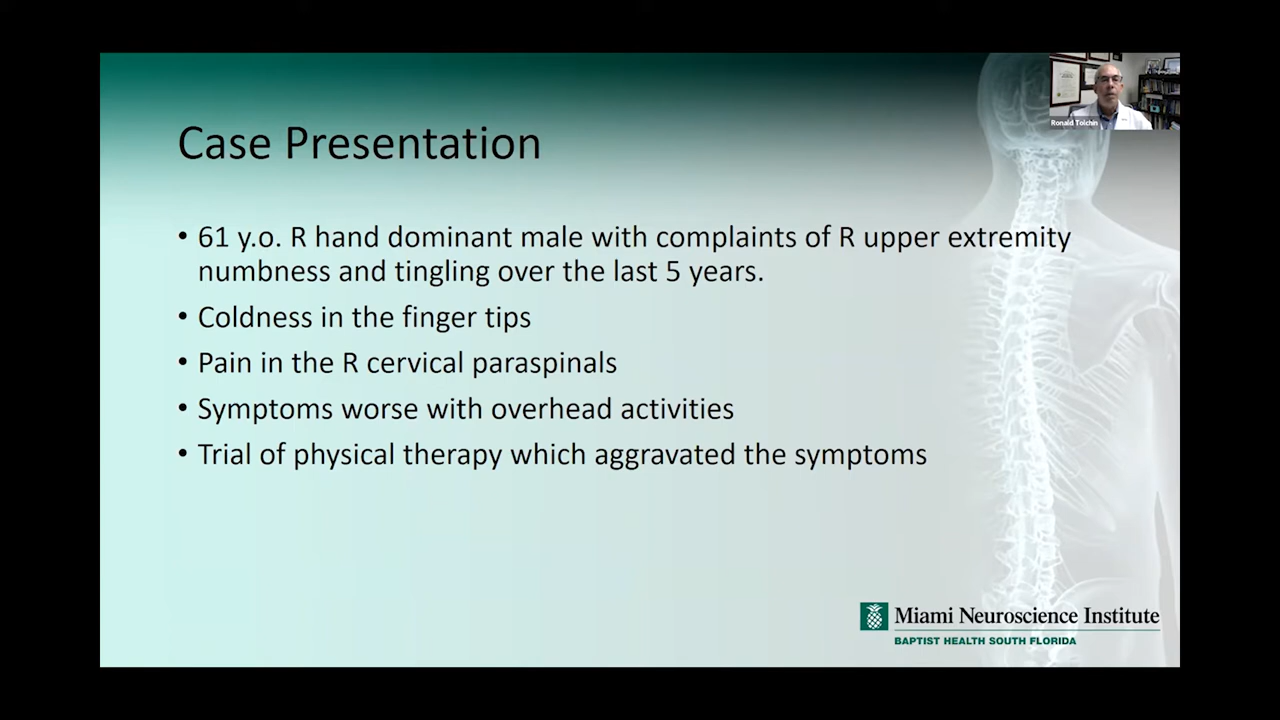 Ronald Tolchin
Case Presentation
• 61 y.o. R hand dominant male with complaints of R upper extremity
numbness and tingling over the last 5 years.
• Coldness in the finger tips
• Pain in the R cervical paraspinals
• Symptoms worse with overhead activities
• Trial of physical therapy which aggravated the symptoms
Miami Neuroscience Institute
BAPTIST HEALTH SOUTH FLORIDA